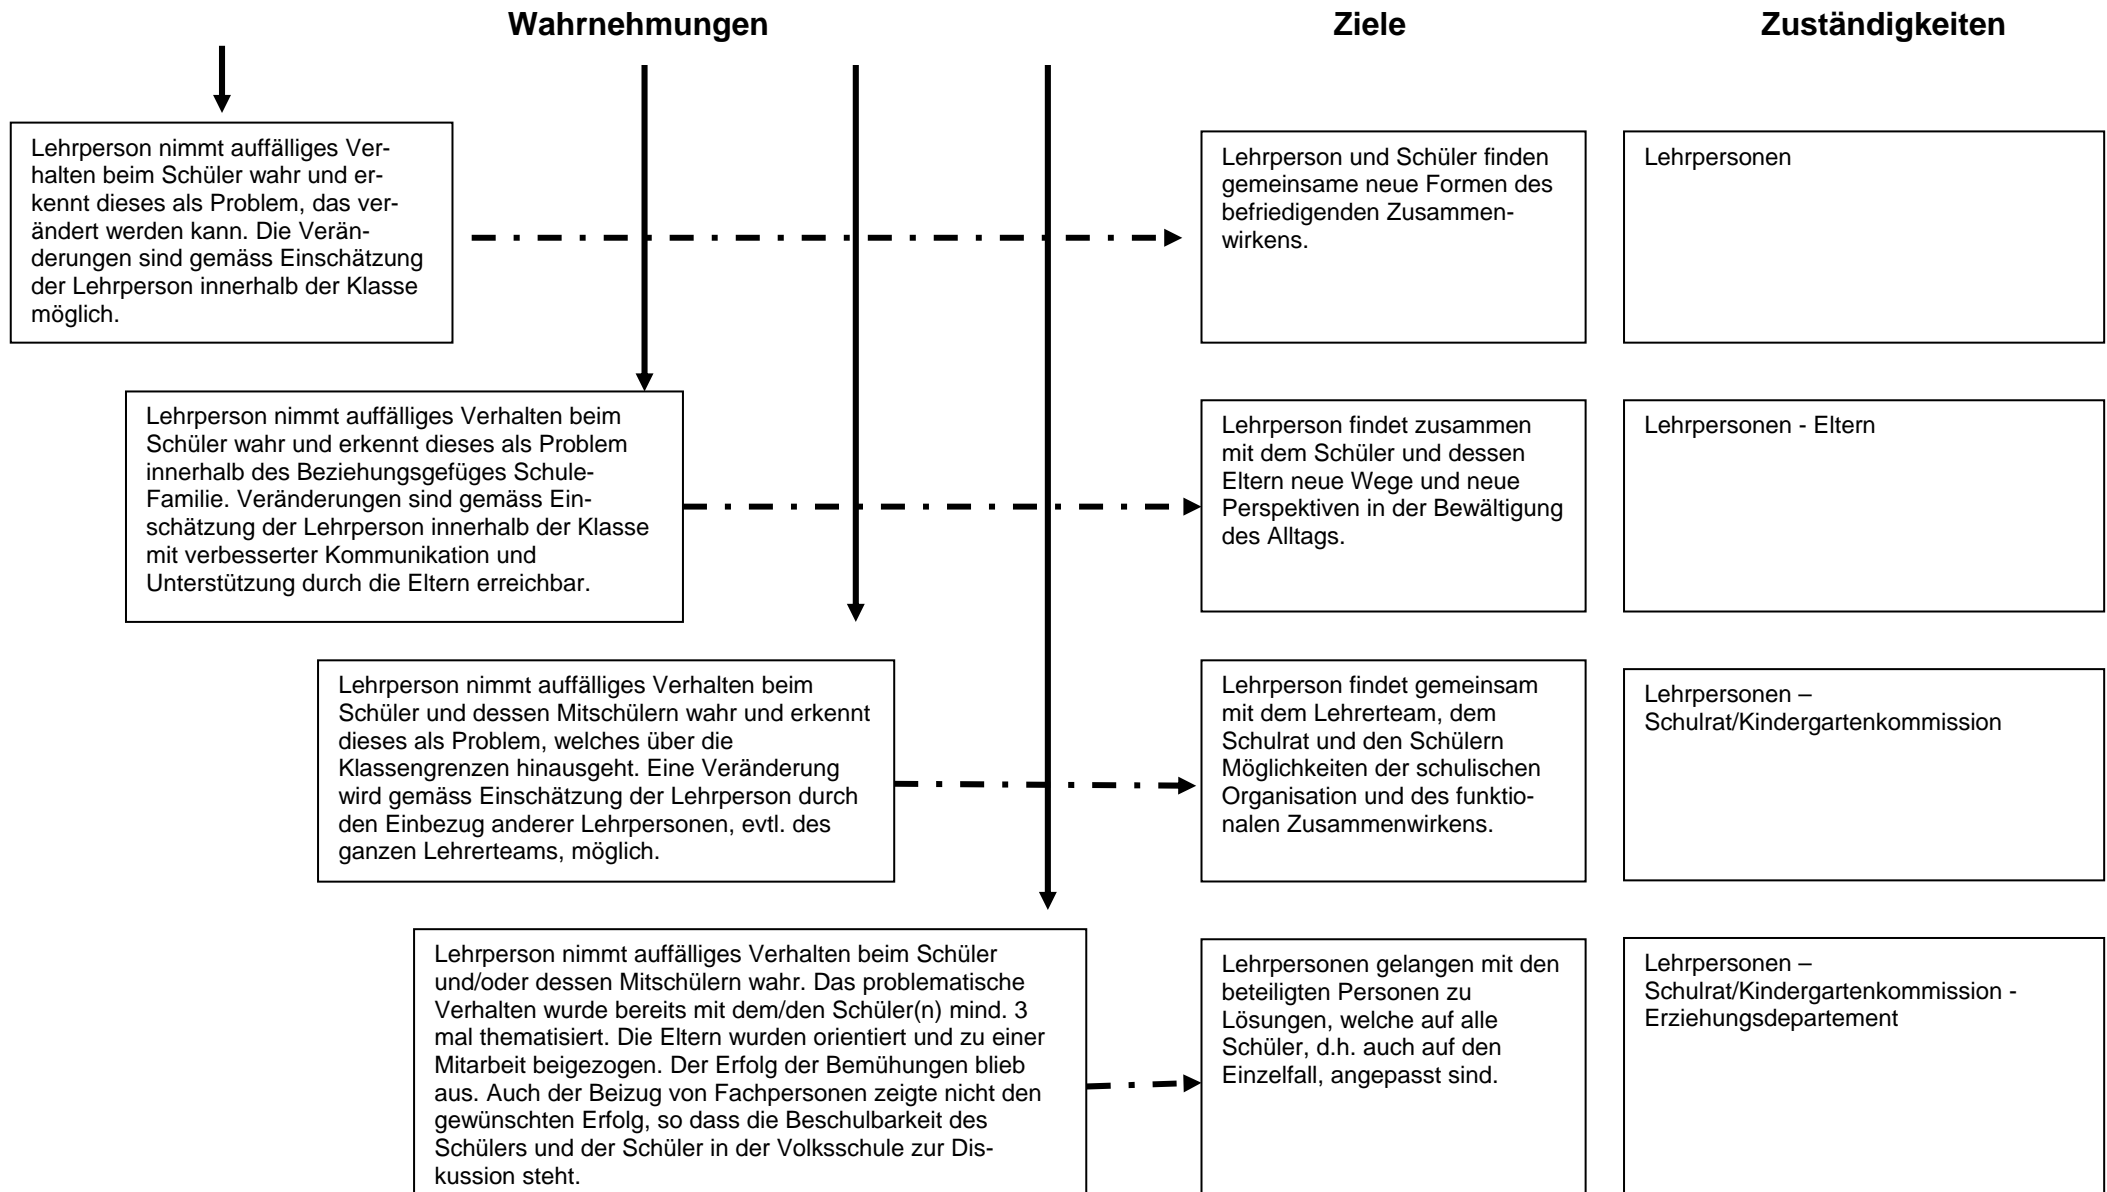 Wahrnehmungen
Ziele
Zuständigkeiten
Lehrperson nimmt auffälliges Ver-
halten beim Schüler wahr und er-
kennt dieses als Problem, das ver-
ändert werden kann. Die Verän-
derungen sind gemäss Einschätzung
der Lehrperson innerhalb der Klasse
möglich.
Lehrperson und Schüler finden
gemeinsame neue Formen des
befriedigenden Zusammen-
wirkens.
Lehrpersonen
Lehrperson nimmt auffälliges Verhalten beim
Schüler wahr und erkennt dieses als Problem
innerhalb des Beziehungsgefüges Schule-
Familie. Veränderungen sind gemäss Ein-
schätzung der Lehrperson innerhalb der Klasse
mit verbesserter Kommunikation und
Unterstützung durch die Eltern erreichbar.
Lehrperson findet zusammen
mit dem Schüler und dessen
Eltern neue Wege und neue
Perspektiven in der Bewältigung
des Alltags.
Lehrpersonen - Eltern
Lehrperson nimmt auffälliges Verhalten beim
Schüler und dessen Mitschülern wahr und erkennt
dieses als Problem, welches über die
Klassengrenzen hinausgeht. Eine Veränderung
wird gemäss Einschätzung der Lehrperson durch
den Einbezug anderer Lehrpersonen, evtl. des
ganzen Lehrerteams, möglich.
Lehrperson findet gemeinsam
mit dem Lehrerteam, dem
Schulrat und den Schülern
Möglichkeiten der schulischen
Organisation und des funktio-
nalen Zusammenwirkens.
Lehrpersonen –
Schulrat/Kindergartenkommission
Lehrperson nimmt auffälliges Verhalten beim Schüler
und/oder dessen Mitschülern wahr. Das problematische
Verhalten wurde bereits mit dem/den Schüler(n) mind. 3
mal thematisiert. Die Eltern wurden orientiert und zu einer
Mitarbeit beigezogen. Der Erfolg der Bemühungen blieb
aus. Auch der Beizug von Fachpersonen zeigte nicht den
gewünschten Erfolg, so dass die Beschulbarkeit des
Schülers und der Schüler in der Volksschule zur Dis-
kussion steht.
Lehrpersonen gelangen mit den
beteiligten Personen zu
Lösungen, welche auf alle
Schüler, d.h. auch auf den
Einzelfall, angepasst sind.
Lehrpersonen –
Schulrat/Kindergartenkommission -
Erziehungsdepartement